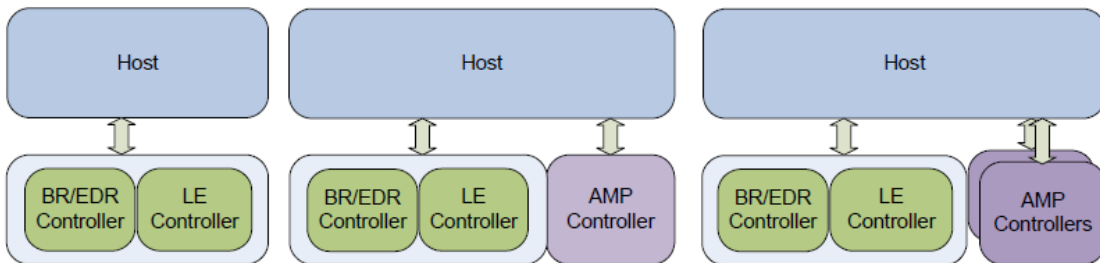 Host
Host
Host
BR/EDR
Controller
LE
Controller
BR/EDR
Controller
LE
Controller
AMP
Controller
BR/EDR
Controller
LE
Controller
AMP
Controllers